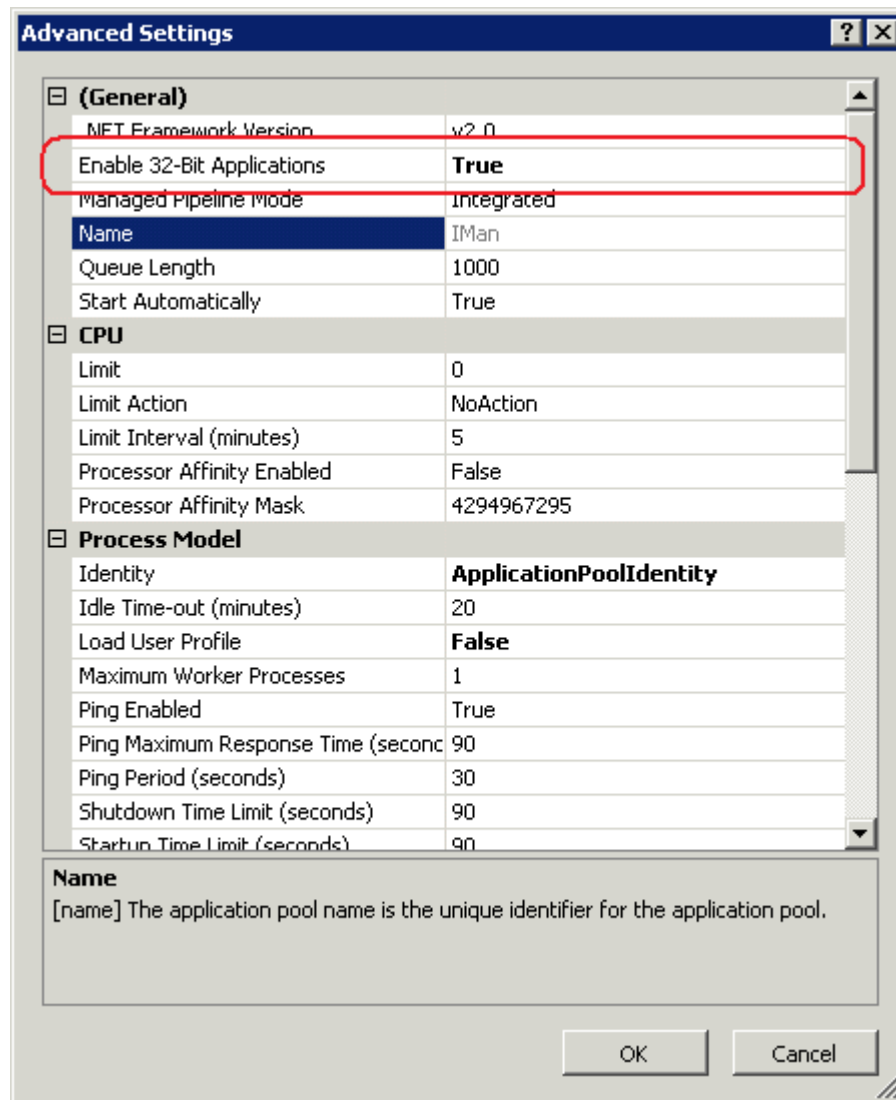 Advanced Settings
(General)
.NET Framework Version v2.0
Enable 32-Bit Applications True
Managed Pipeline Mode Integrated
Name IMan
Queue Length 1000
Start Automatically True
CPU
Limit 0
Limit Action NoAction
Limit Interval (minutes) 5
Processor Affinity Enabled False
Processor Affinity Mask 4294967295
Process Model
Identity ApplicationPoolIdentity
Idle Time-out (minutes) 20
Load User Profile False
Maximum Worker Processes 1
Ping Enabled True
Ping Maximum Response Time (secon 90
Ping Period (seconds) 30
Shutdown Time Limit (seconds) 90
Startup Time Limit (seconds) 90
Name
[name] The application pool name is the unique identifier for the application pool.
OK Cancel